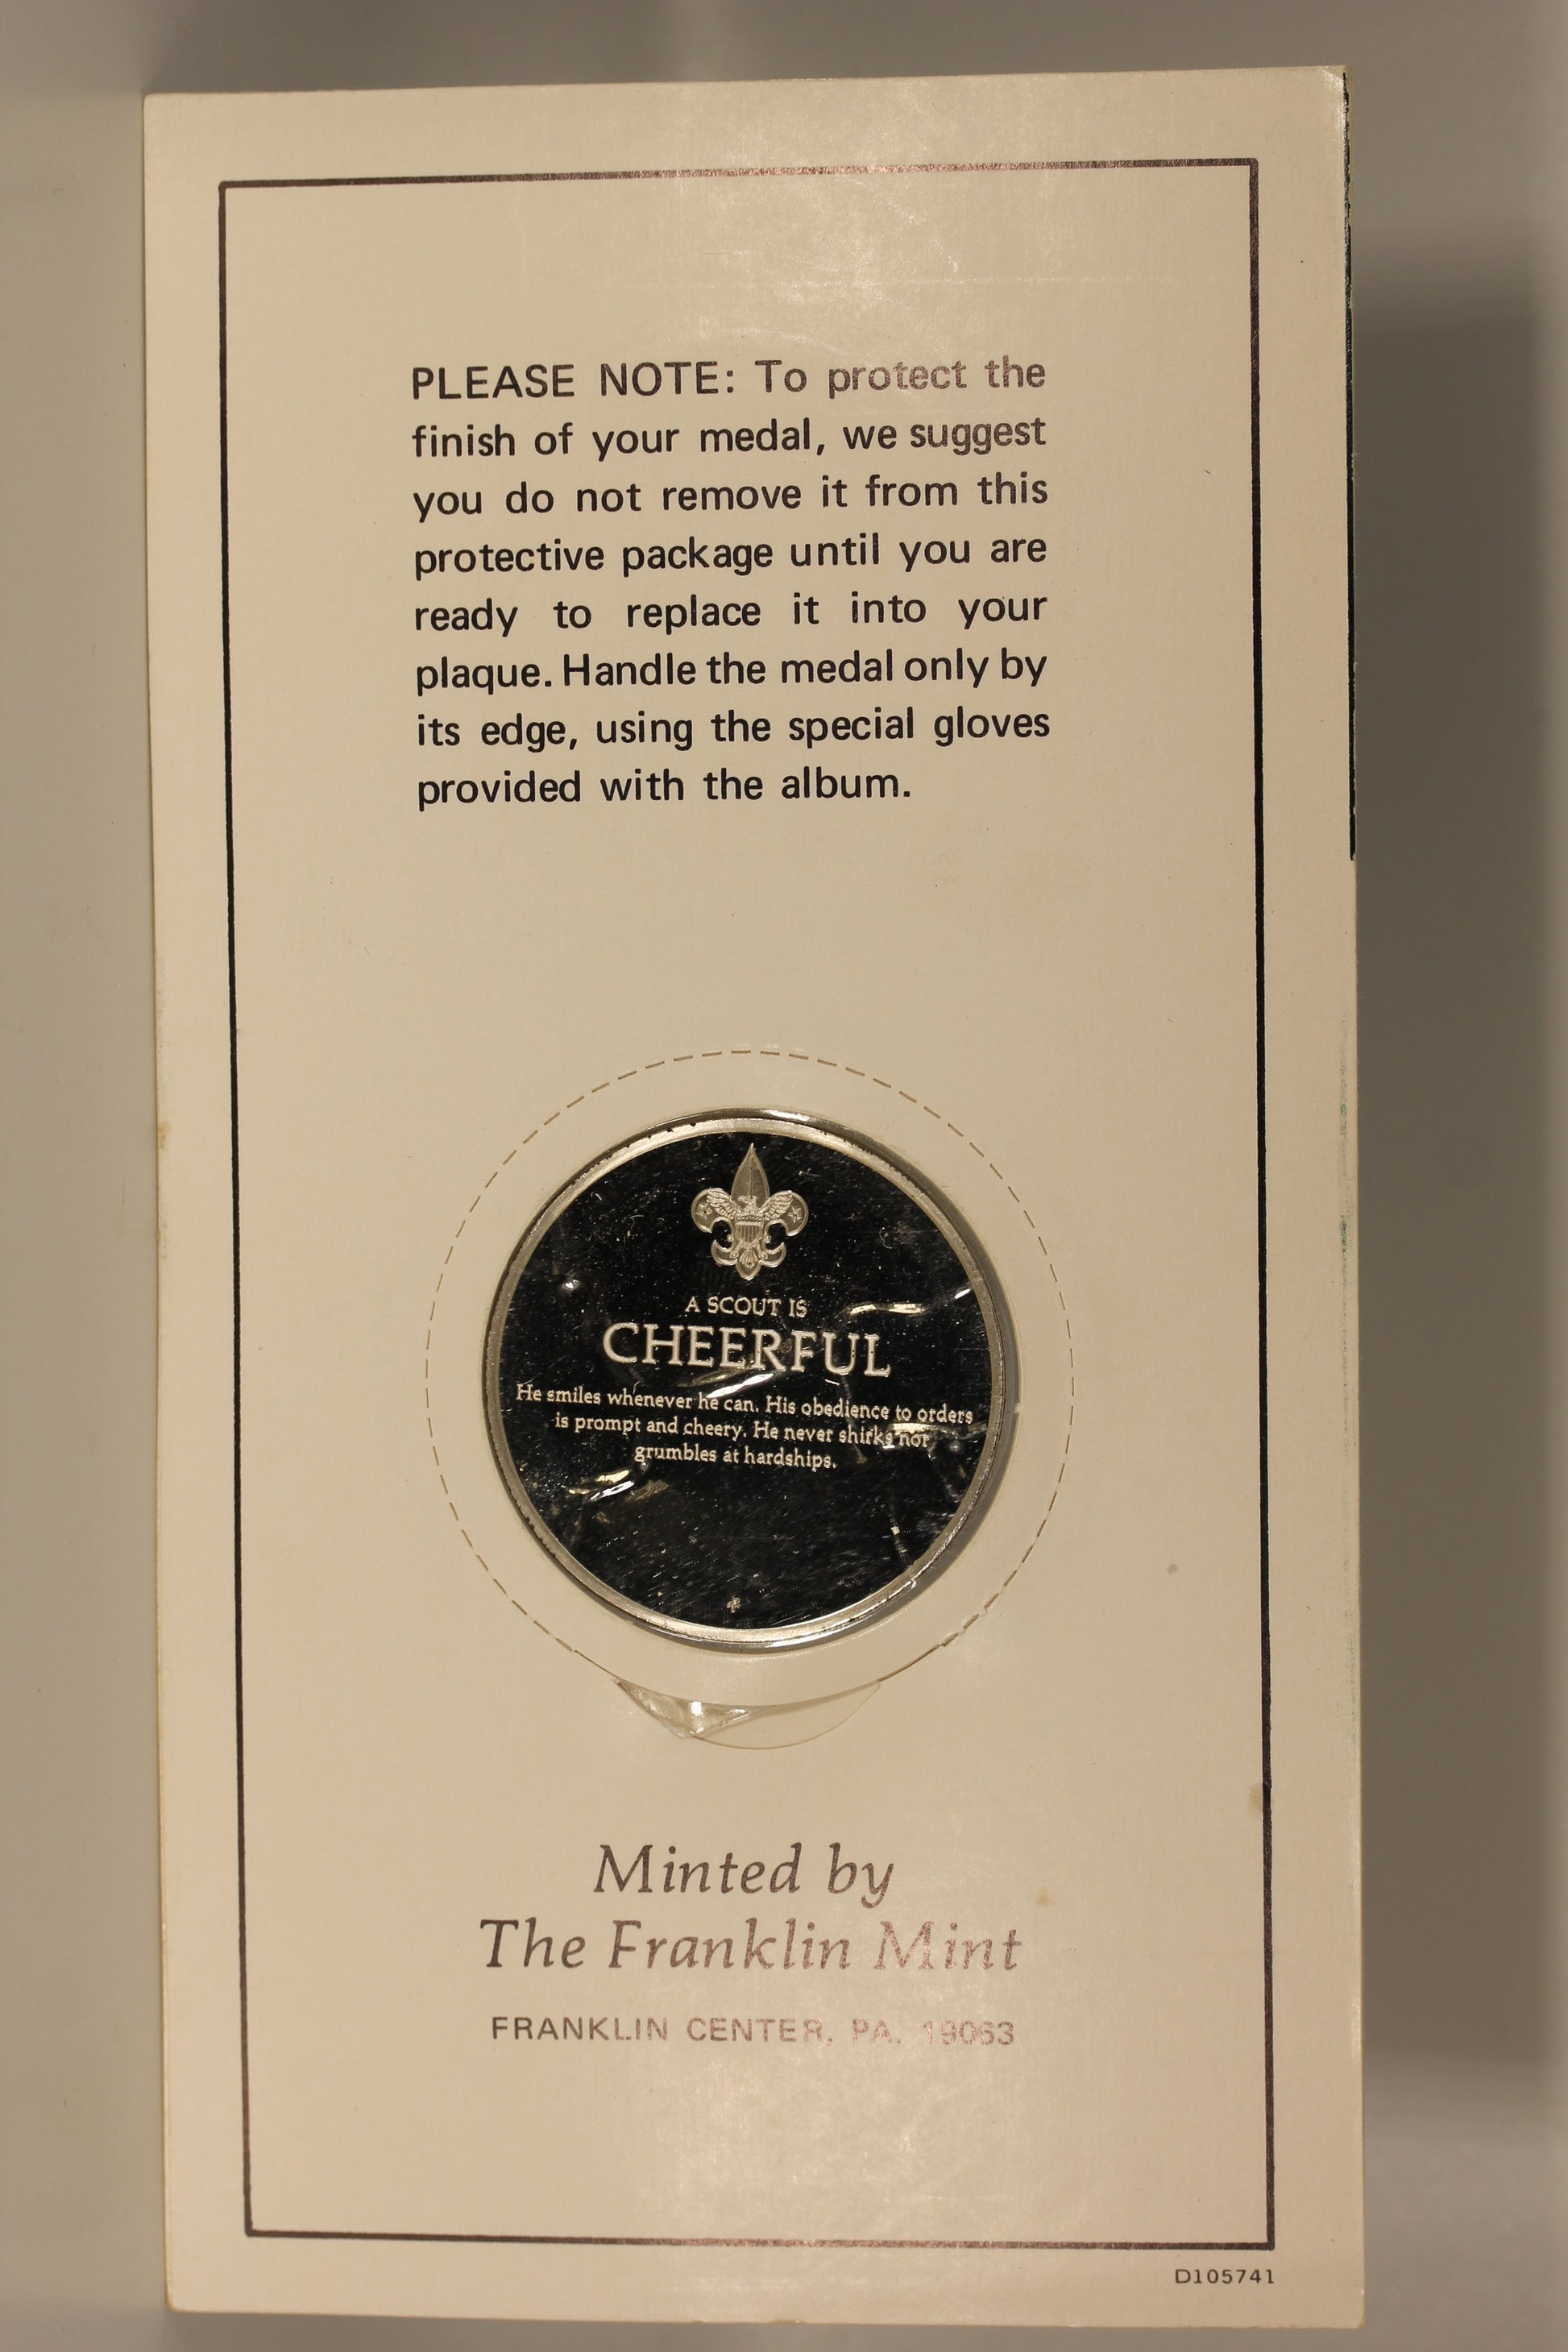 PLEASE NOTE: To protect the
finish of your medal, we suggest
you do not remove it from this
protective package until you are
ready to replace it into your
plaque. Handle the medal only by
its edge, using the special gloves
provided with the album.
A SCOUT IS
CHEERFUL
He smiles whenever he can. His obedience to orders
is prompt and cheery. He never shirks nor
grumbles at hardships.
Minted by
The Franklin Mint
FRANKLIN CENTER, PA. 19063
D105741